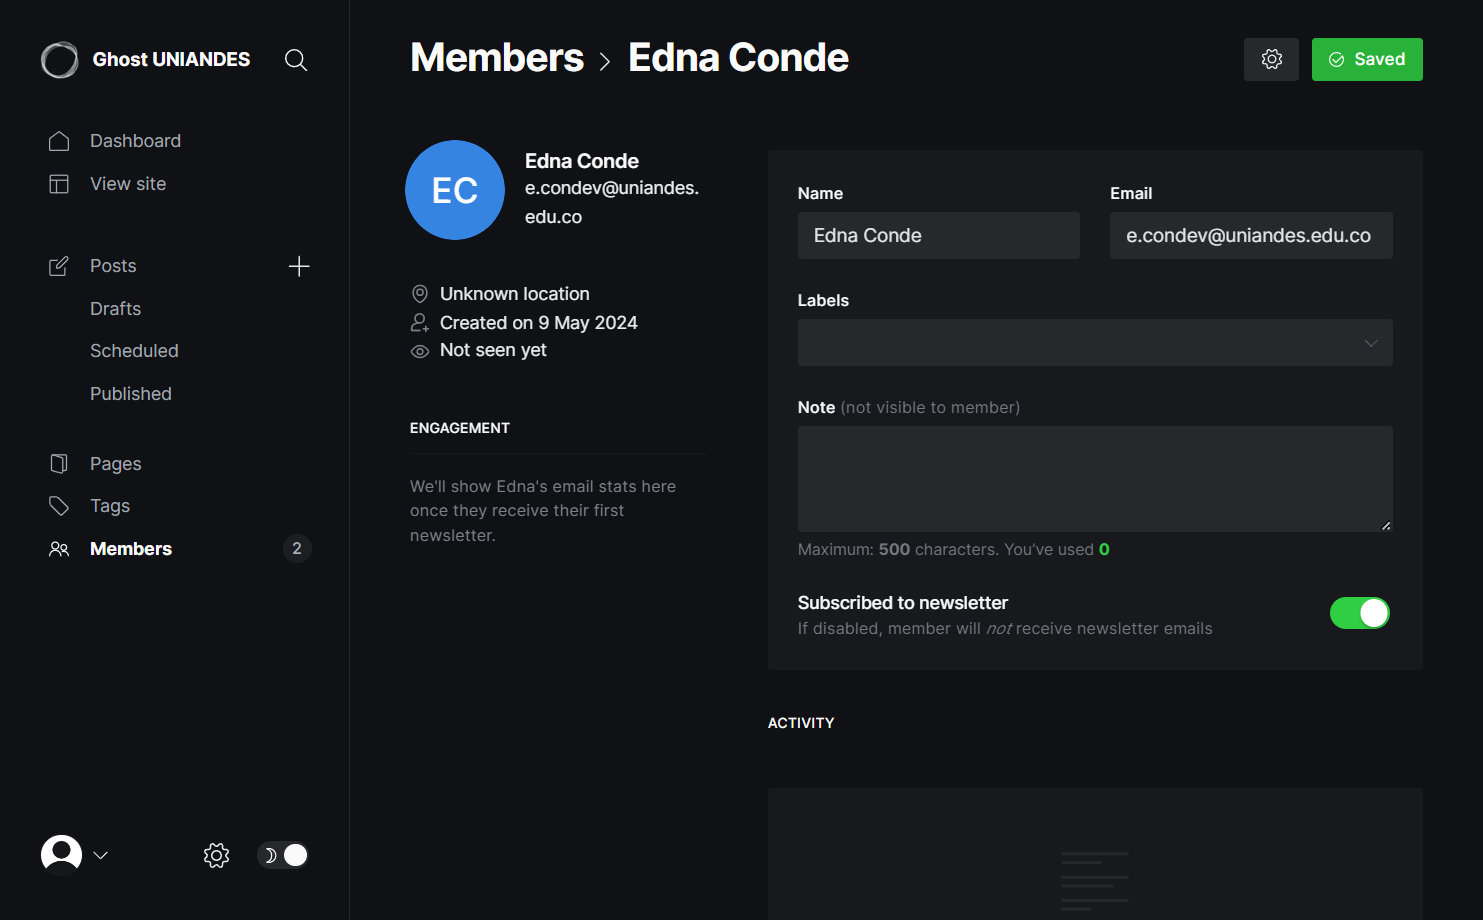 Ghost UNIANDES
Dashboard
View site
Posts
Drafts
Scheduled
Published
Pages
Tags
Members
2
Members > Edna Conde
Saved
EC
Edna Conde
e.condev@uniandes.
edu.co
Unknown location
Created on 9 May 2024
Not seen yet
ENGAGEMENT
We'll show Edna's email stats here
once they receive their first
newsletter.
Name
Edna Conde
Email
e.condev@uniandes.edu.co
Labels
Note (not visible to member)
Maximum: 500 characters. You’ve used 0
Subscribed to newsletter
If disabled, member will not receive newsletter emails
ACTIVITY